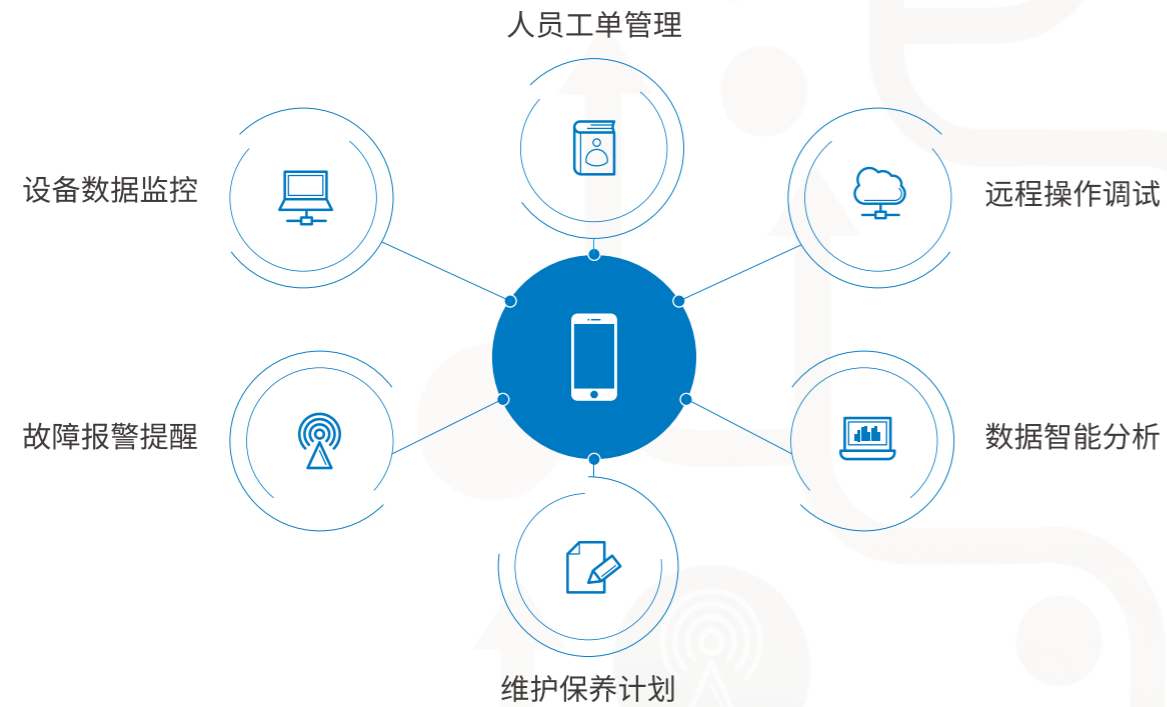 人员工单管理
设备数据监控
远程操作调试
故障报警提醒
数据智能分析
维护保养计划